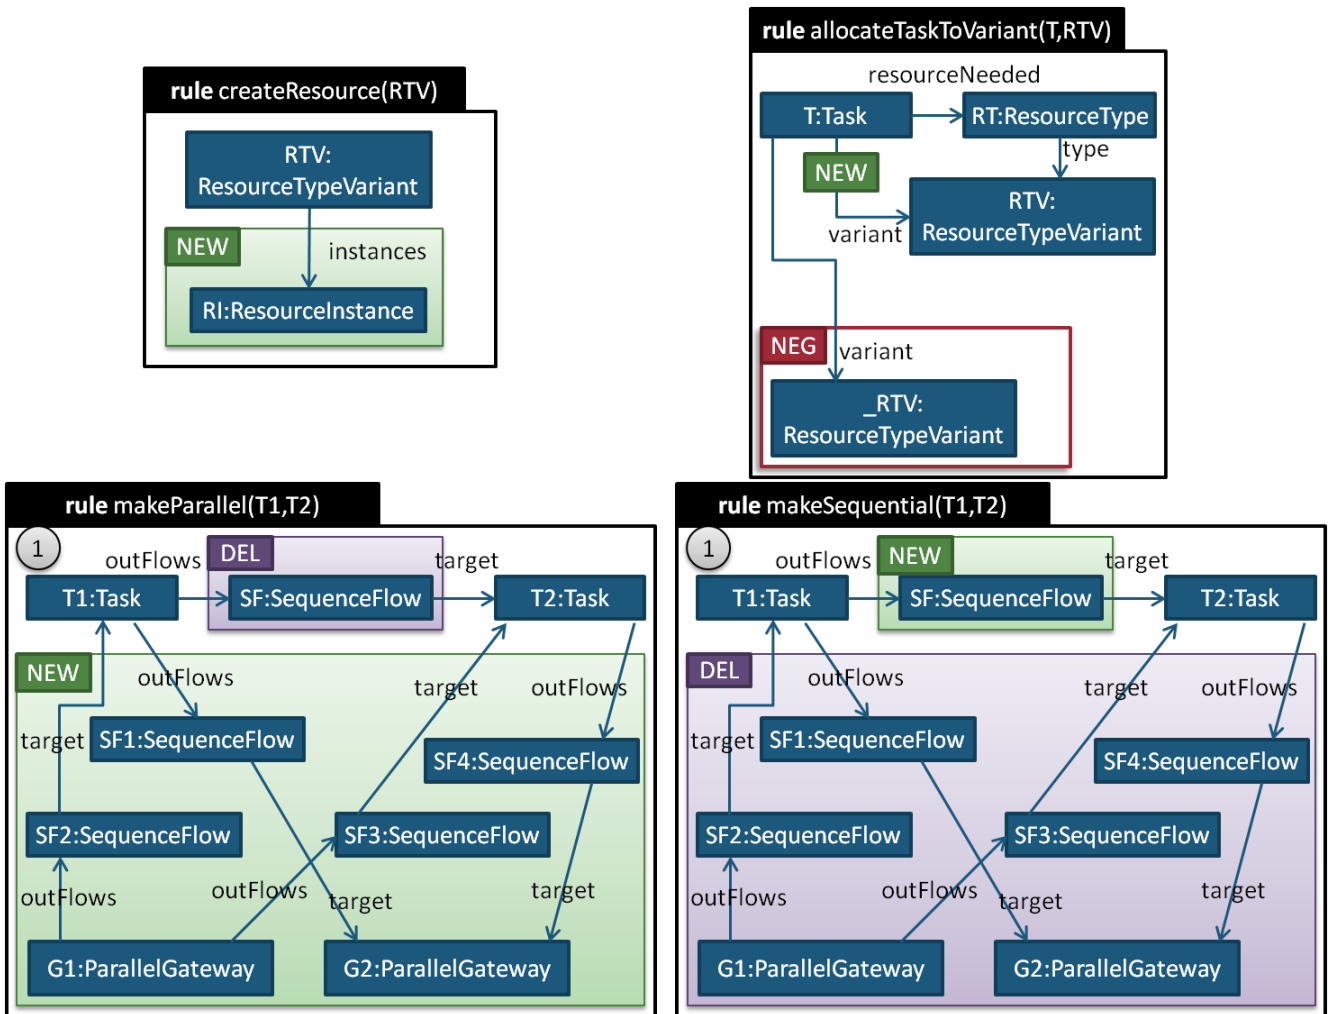 rule createResource(RTV)
RTV:
ResourceTypeVariant
NEW
instances
RI:ResourceInstance
rule allocateTaskToVariant(T,RTV)
resourceNeeded
T:Task
RT:ResourceType
type
NEW
RTV:
ResourceTypeVariant
variant
NEG
variant
_RTV:
ResourceTypeVariant
rule makeParallel(T1,T2)
1
outFlows
DEL
target
T1:Task
SF:SequenceFlow
T2:Task
NEW
outFlows
target
outFlows
target
SF1:SequenceFlow
SF4:SequenceFlow
SF2:SequenceFlow
SF3:SequenceFlow
outFlows
outFlows
target
target
G1:ParallelGateway
G2:ParallelGateway
rule makeSequential(T1,T2)
1
outFlows
NEW
target
T1:Task
SF:SequenceFlow
T2:Task
DEL
outFlows
target
outFlows
target
SF1:SequenceFlow
SF4:SequenceFlow
SF2:SequenceFlow
SF3:SequenceFlow
outFlows
outFlows
target
target
G1:ParallelGateway
G2:ParallelGateway